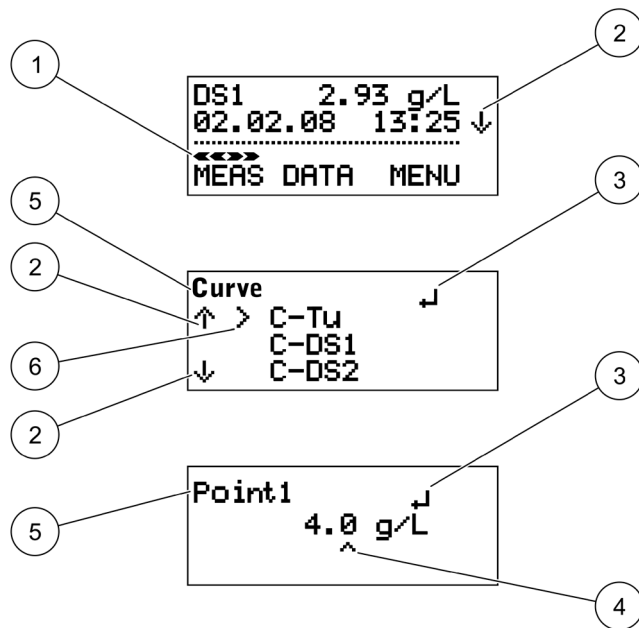 2
1
DS1 2.93 g/L
02.02.08 13:25 ↓
MEAS DATA MENU
3
5
Curve ↵
2
↑ > C-Tu
C-DS1
6
↓ C-DS2
3
2
Point1 ↵
4.0 g/L
^
5
4